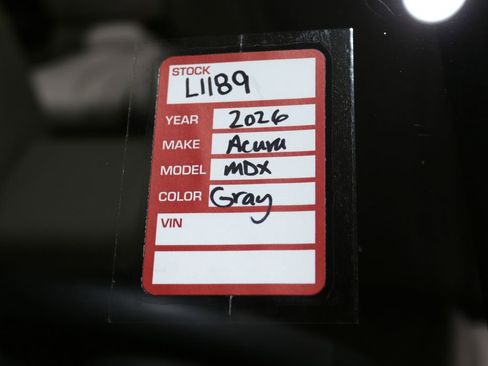 STOCK
L1189
YEAR 2026
MAKE Acura
MODEL MDX
COLOR Gray
VIN